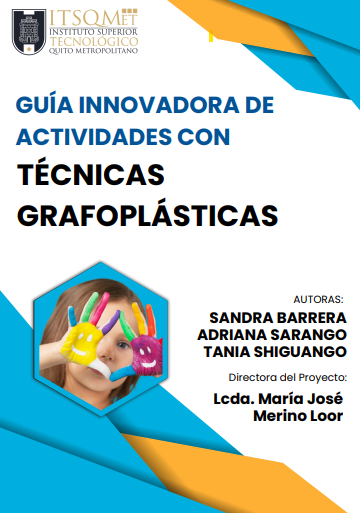 ITSQMET
INSTITUTO SUPERIOR
TECNOLÓGICO
QUITO METROPOLITANO
GUÍA INNOVADORA DE
ACTIVIDADES CON
TÉCNICAS
GRAFOPLÁSTICAS
AUTORAS:
SANDRA BARRERA
ADRIANA SARANGO
TANIA SHIGUANGO
Directora del Proyecto:
Lcda. María José
Merino Loor